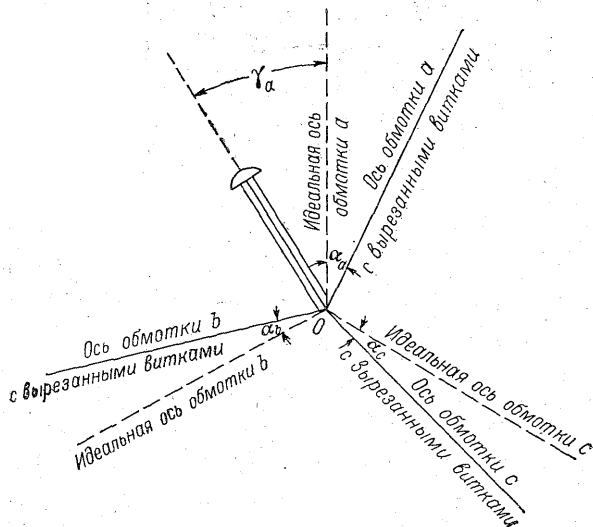 γa
Идеальная ось
обмотки a
Ось обмотки a
с вырезанными витками
αa
Ось обмотки b
с вырезанными витками
αb
Идеальная ось обмотки b
O
αc
Идеальная ось обмотки c
Ось обмотки c
с вырезанными витками